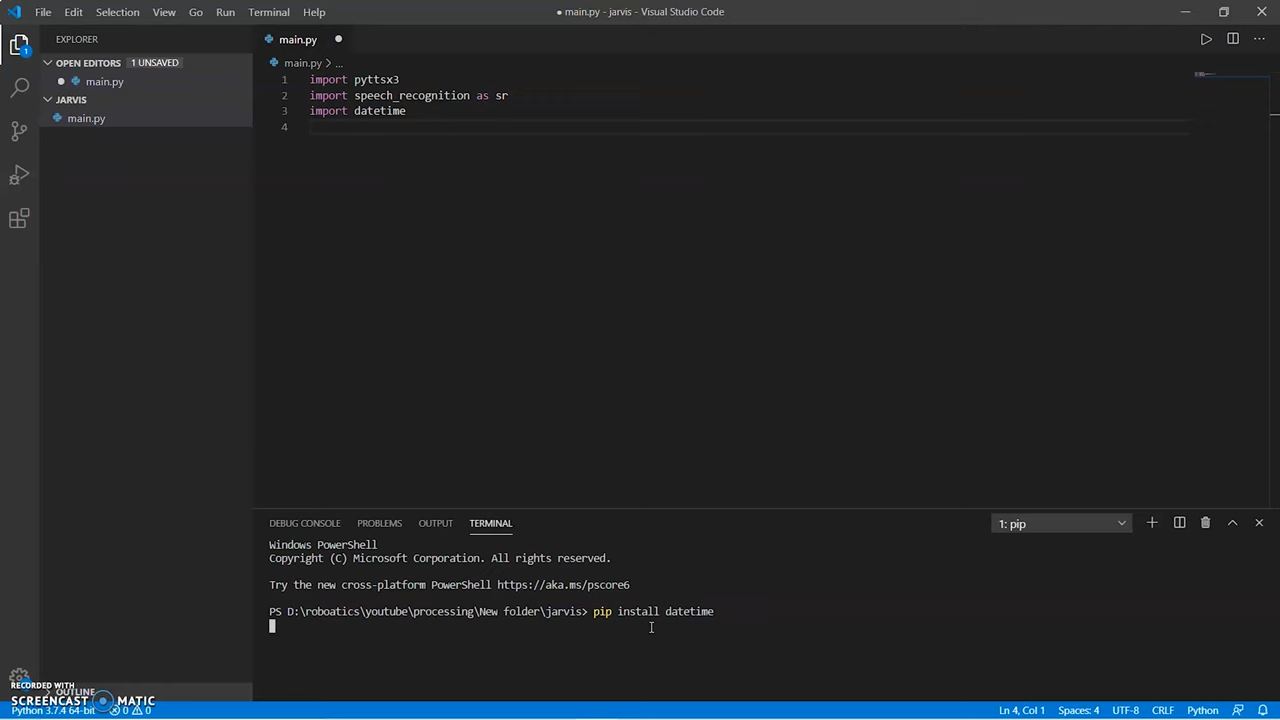 File Edit Selection View Go Run Terminal Help
● main.py - jarvis - Visual Studio Code
EXPLORER
main.py
OPEN EDITORS 1 UNSAVED
main.py > ...
main.py
JARVIS
main.py
1 import pyttsx3
2 import speech_recognition as sr
3 import datetime
4
1
DEBUG CONSOLE PROBLEMS OUTPUT TERMINAL
1: pip
Windows PowerShell
Copyright (C) Microsoft Corporation. All rights reserved.
Try the new cross-platform PowerShell https://aka.ms/pscore6
PS D:\roboatics\youtube\processing\New folder\jarvis> pip install datetime
RECORDED WITH
OUTLINE
SCREENCAST MATIC
Python 3.7.4 64-bit 0 0
Ln 4, Col 1 Spaces: 4 UTF-8 CRLF Python